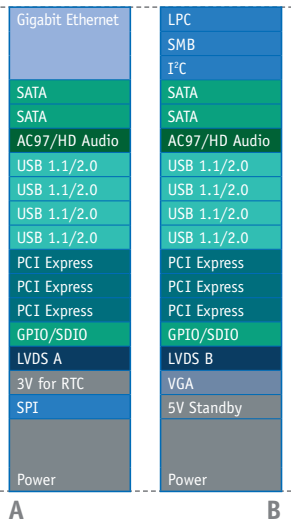 Gigabit Ethernet
SATA
SATA
AC97/HD Audio
USB 1.1/2.0
USB 1.1/2.0
USB 1.1/2.0
USB 1.1/2.0
PCI Express
PCI Express
PCI Express
GPIO/SDIO
LVDS A
3V for RTC
SPI
Power
A
LPC
SMB
I²C
SATA
SATA
AC97/HD Audio
USB 1.1/2.0
USB 1.1/2.0
USB 1.1/2.0
USB 1.1/2.0
PCI Express
PCI Express
PCI Express
GPIO/SDIO
LVDS B
VGA
5V Standby
Power
B